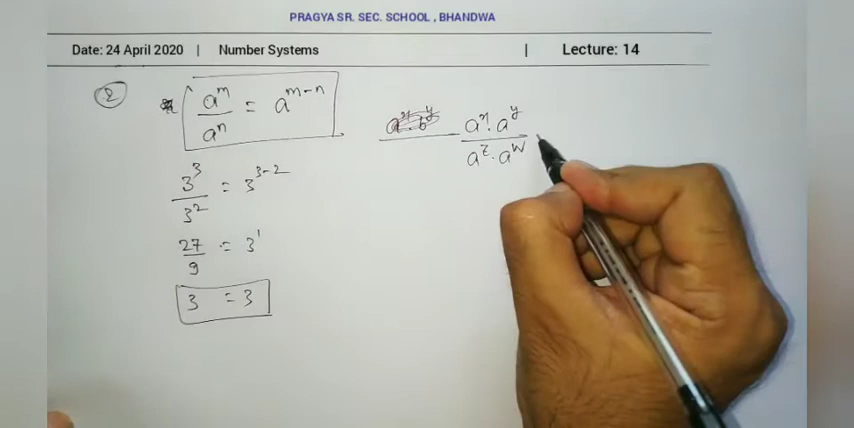 PRAGYA SR. SEC. SCHOOL , BHANDWA
Date: 24 April 2020 | Number Systems | Lecture: 14
2
a^m / a^n = a^(m-n)
a^x . a^y / a^z . a^w
3^3 / 3^2 = 3^(3-2)
27 / 9 = 3^1
3 = 3